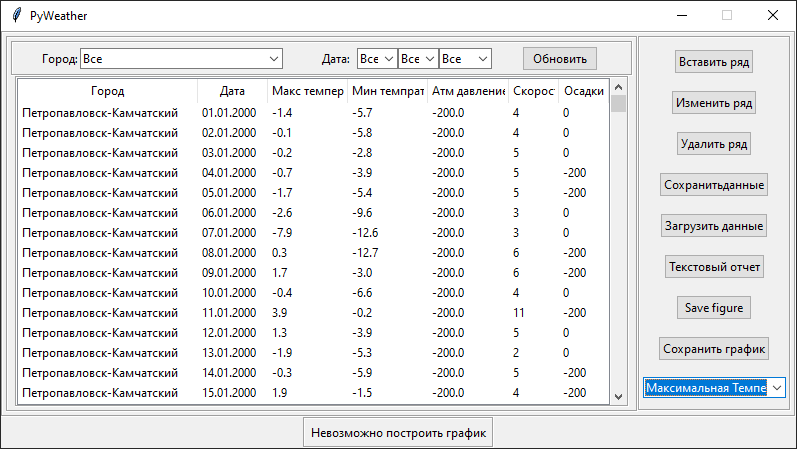 PyWeather
Город: Все Дата: Все Все Все Обновить
Город Дата Макс темпер Мин темпрат Атм давление Скорос Осадки
Петропавловск-Камчатский 01.01.2000 -1.4 -5.7 -200.0 4 0
Петропавловск-Камчатский 02.01.2000 -0.1 -5.8 -200.0 4 0
Петропавловск-Камчатский 03.01.2000 -0.2 -2.8 -200.0 5 0
Петропавловск-Камчатский 04.01.2000 -0.7 -3.9 -200.0 5 -200
Петропавловск-Камчатский 05.01.2000 -1.7 -5.4 -200.0 5 -200
Петропавловск-Камчатский 06.01.2000 -2.6 -9.6 -200.0 3 0
Петропавловск-Камчатский 07.01.2000 -7.9 -12.6 -200.0 3 0
Петропавловск-Камчатский 08.01.2000 0.3 -12.7 -200.0 6 -200
Петропавловск-Камчатский 09.01.2000 1.7 -3.0 -200.0 6 -200
Петропавловск-Камчатский 10.01.2000 -0.4 -6.6 -200.0 4 0
Петропавловск-Камчатский 11.01.2000 3.9 -0.2 -200.0 11 -200
Петропавловск-Камчатский 12.01.2000 1.3 -3.9 -200.0 5 0
Петропавловск-Камчатский 13.01.2000 -1.9 -5.3 -200.0 2 0
Петропавловск-Камчатский 14.01.2000 -0.3 -5.9 -200.0 5 -200
Петропавловск-Камчатский 15.01.2000 1.9 -1.5 -200.0 4 -200
Вставить ряд
Изменить ряд
Удалить ряд
Сохранитьданные
Загрузить данные
Текстовый отчет
Save figure
Сохранить график
Максимальная Темпе
Невозможно построить график